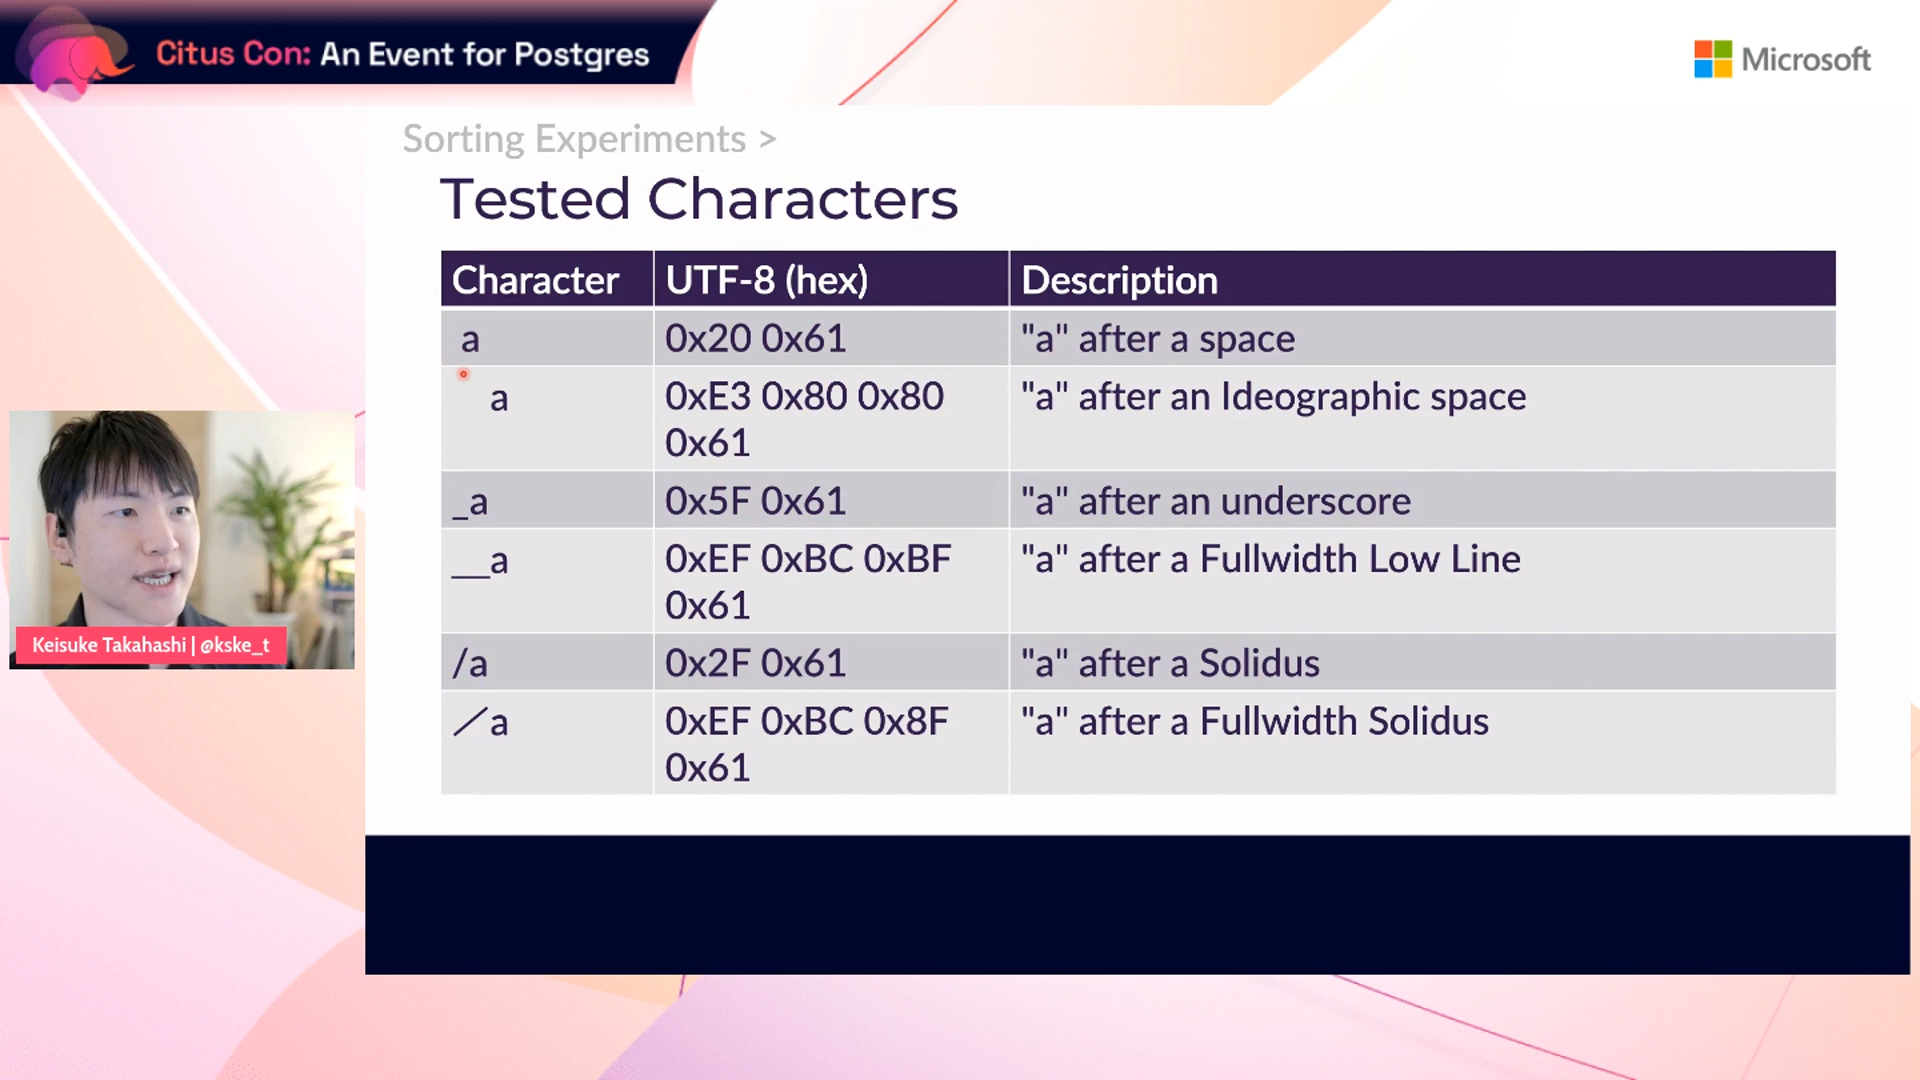 Citus Con: An Event for Postgres
Microsoft
Sorting Experiments >
Tested Characters
Character UTF-8 (hex) Description
 a 0x20 0x61 "a" after a space
　a 0xE3 0x80 0x80 "a" after an Ideographic space
0x61
_a 0x5F 0x61 "a" after an underscore
＿a 0xEF 0xBC 0xBF "a" after a Fullwidth Low Line
0x61
/a 0x2F 0x61 "a" after a Solidus
／a 0xEF 0xBC 0x8F "a" after a Fullwidth Solidus
0x61
Keisuke Takahashi | @kske_t